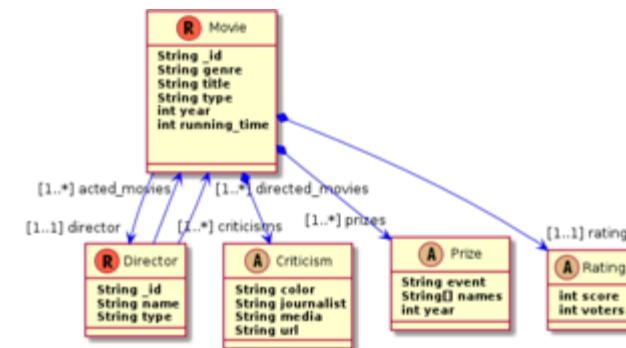 R Movie
String _id
String genre
String title
String type
int year
int running_time
[1..*] acted_movies
[1..*] directed_movies
[1..1] director
[1..*] criticisms
[1..*] prizes
[1..1] rating
R Director
String _id
String name
String type
A Criticism
String color
String journalist
String media
String url
A Prize
String event
String[] names
int year
A Rating
int score
int voters